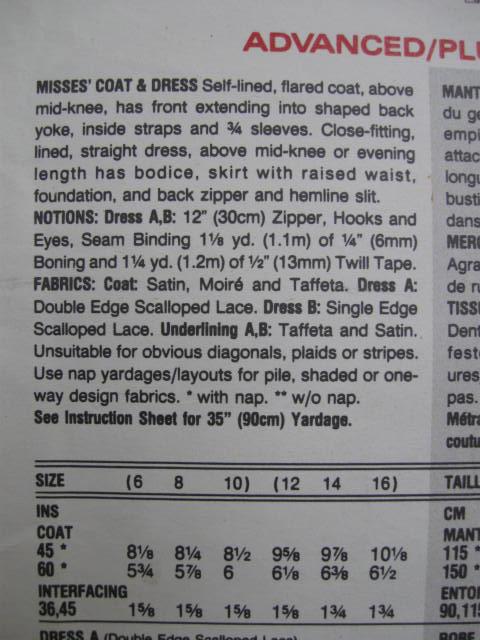 ADVANCED/PLU
MISSES' COAT & DRESS Self-lined, flared coat, above
mid-knee, has front extending into shaped back
yoke, inside straps and ¾ sleeves. Close-fitting,
lined, straight dress, above mid-knee or evening
length has bodice, skirt with raised waist,
foundation, and back zipper and hemline slit.
NOTIONS: Dress A,B: 12" (30cm) Zipper, Hooks and
Eyes, Seam Binding 1⅛ yd. (1.1m) of ¼" (6mm)
Boning and 1¼ yd. (1.2m) of ½" (13mm) Twill Tape.
FABRICS: Coat: Satin, Moiré and Taffeta. Dress A:
Double Edge Scalloped Lace. Dress B: Single Edge
Scalloped Lace. Underlining A,B: Taffeta and Satin.
Unsuitable for obvious diagonals, plaids or stripes.
Use nap yardages/layouts for pile, shaded or one-
way design fabrics. * with nap. ** w/o nap.
See Instruction Sheet for 35" (90cm) Yardage.
SIZE (6 8 10) (12 14 16)
INS
COAT
45 * 8⅛ 8¼ 8½ 9⅝ 9⅞ 10⅛
60 * 5¾ 5⅞ 6 6⅛ 6⅜ 6½
INTERFACING
36,45 1⅝ 1⅝ 1⅝ 1⅝ 1¾ 1¾
DRESS A (Double Edge Scalloped Lace)
MANT
du ge
empi
attac
longu
busti
dans
MERC
Agra
de ru
TISS
Dent
festo
ures,
pas.
Métra
coutu
TAILL
CM
MANT
115 *
150 *
ENTO
90,115
ROBE